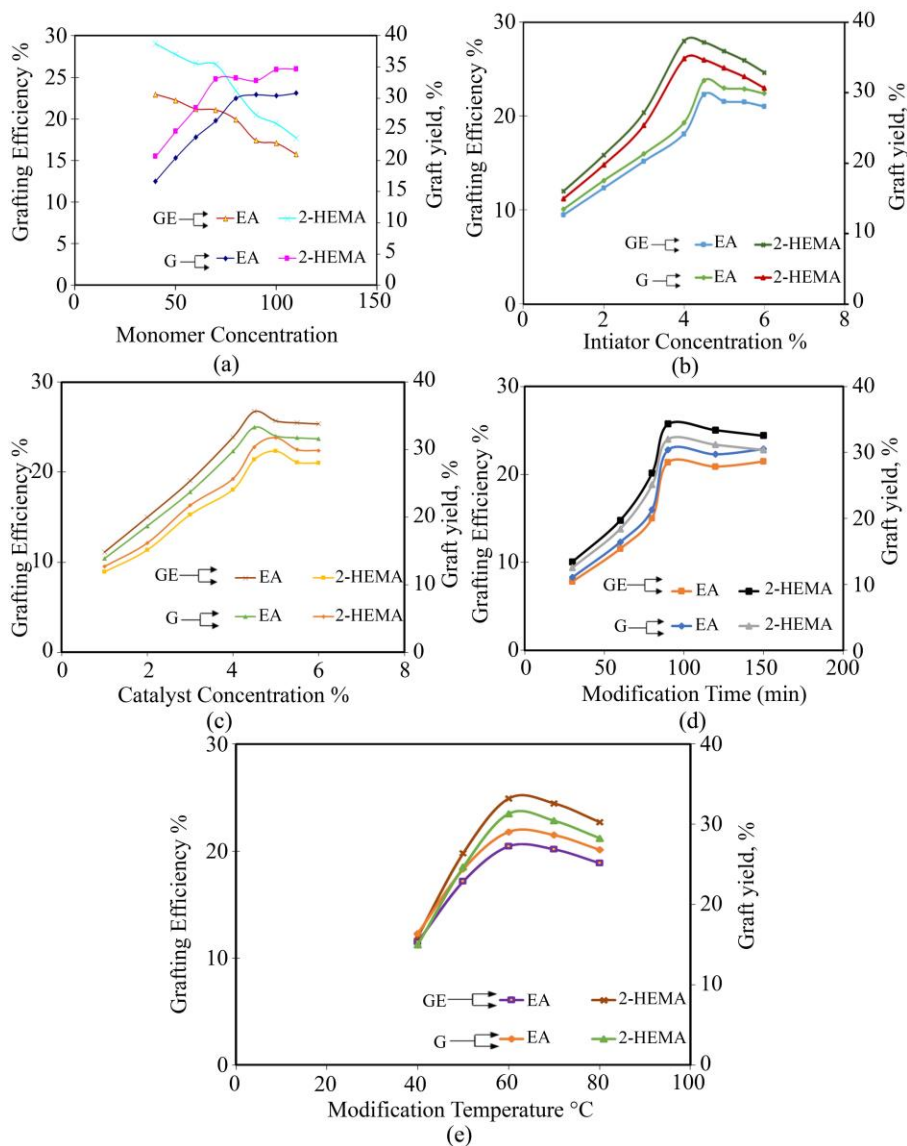 30
25
20
15
10
5
0
Grafting Efficiency %
40
35
30
25
20
15
10
5
0
Graft yield, %
GE EA 2-HEMA
G EA 2-HEMA
0 50 100 150
Monomer Concentration
(a)
30
20
10
0
Grafting Efficiency %
40
30
20
10
0
Graft yield, %
GE EA 2-HEMA
G EA 2-HEMA
0 2 4 6 8
Intiator Concentration %
(b)
30
20
10
0
Grafting Efficiency %
40
30
20
10
0
Graft yield, %
GE EA 2-HEMA
G EA 2-HEMA
0 2 4 6 8
Catalyst Concentration %
(c)
30
20
10
0
Grafting Efficiency %
40
30
20
10
0
Graft yield, %
GE EA 2-HEMA
G EA 2-HEMA
0 50 100 150 200
Modification Time (min)
(d)
30
20
10
0
Grafting Efficiency %
40
30
20
10
0
Graft yield, %
GE EA 2-HEMA
G EA 2-HEMA
0 20 40 60 80 100
Modification Temperature °C
(e)